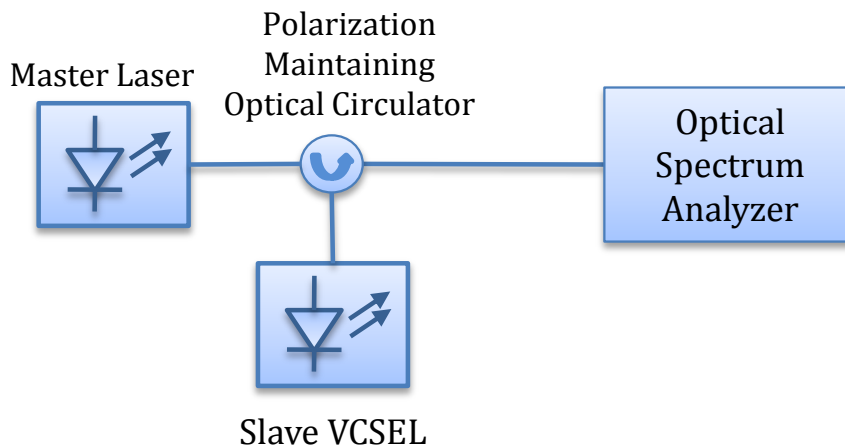 Polarization
Maintaining
Optical Circulator
Master Laser
Optical
Spectrum
Analyzer
Slave VCSEL